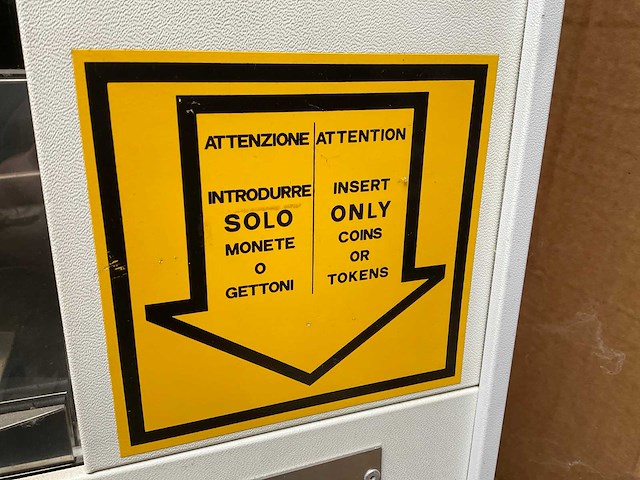 ATTENZIONE
INTRODURRE
SOLO
MONETE
O
GETTONI
ATTENTION
INSERT
ONLY
COINS
OR
TOKENS